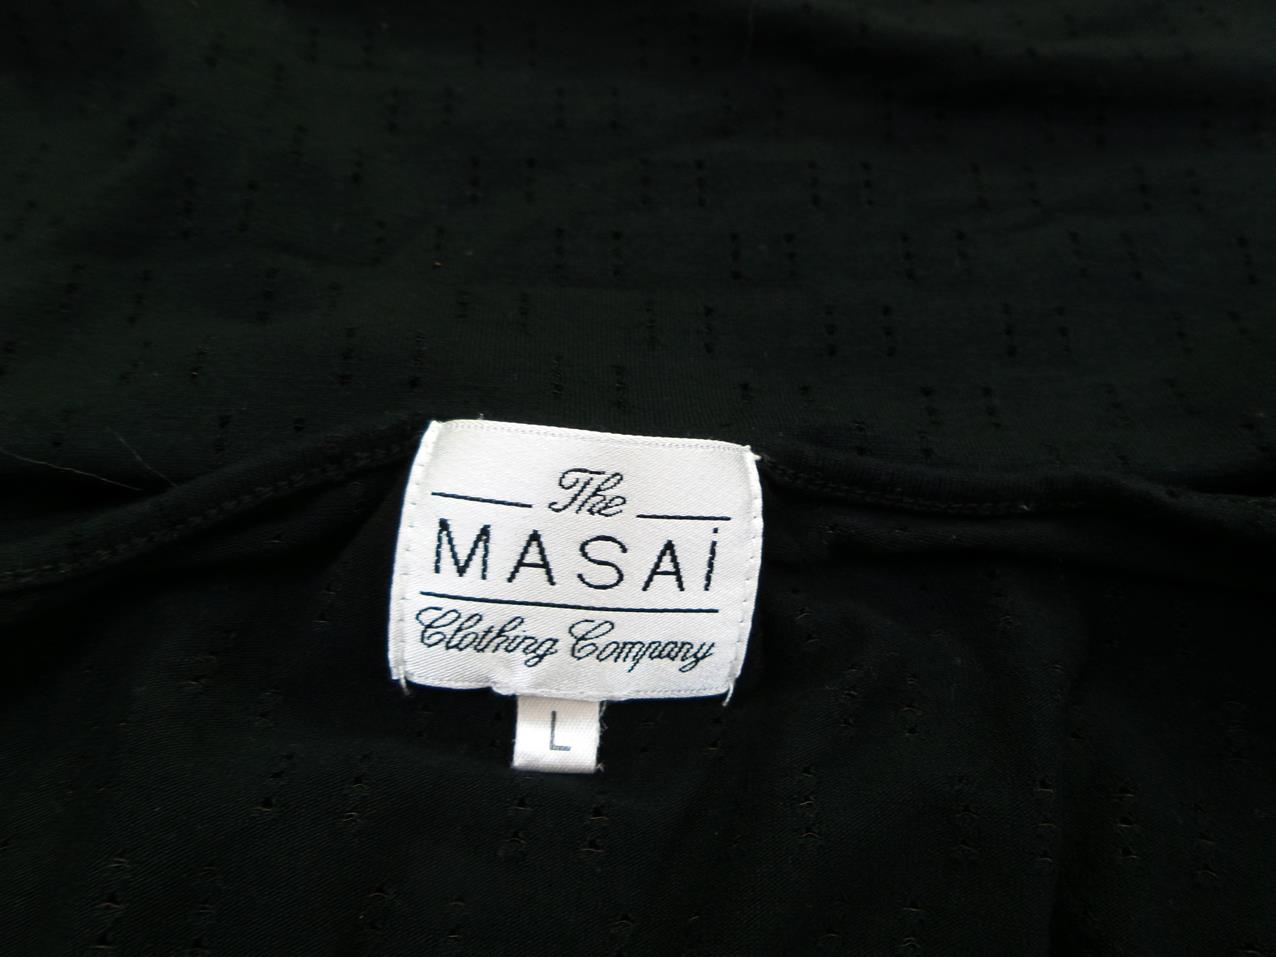 The
MASAi
Clothing Company
L